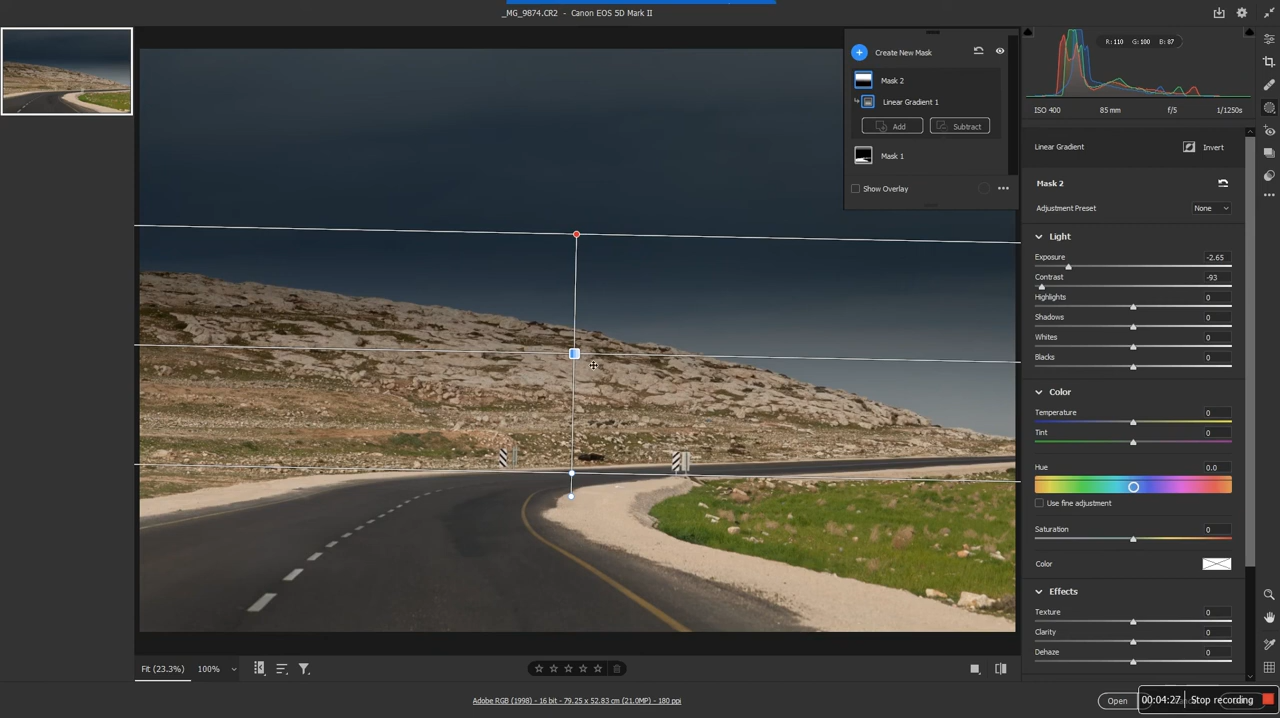 _MG_9874.CR2 - Canon EOS 5D Mark II
R: 110 G: 100 B: 87
Create New Mask
Mask 2
Linear Gradient 1
Add Subtract
Mask 1
Show Overlay
ISO 400 85 mm f/5 1/1250s
Linear Gradient Invert
Mask 2
Adjustment Preset None
Light
Exposure -2.65
Contrast -93
Highlights 0
Shadows 0
Whites 0
Blacks 0
Color
Temperature 0
Tint 0
Hue 0.0
Use fine adjustment
Saturation 0
Color
Effects
Texture 0
Clarity 0
Dehaze 0
Fit (23.3%) 100%
Adobe RGB (1998) - 16 bit - 79.25 x 52.83 cm (21.0MP) - 180 ppi
Open 00:04:27 Stop recording